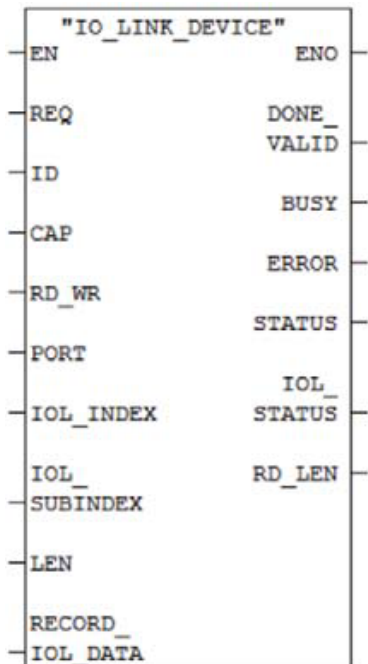 "IO_LINK_DEVICE"
EN ENO
REQ DONE_
VALID
ID
BUSY
CAP
ERROR
RD_WR
STATUS
PORT
IOL_
IOL_INDEX STATUS
IOL_ RD_LEN
SUBINDEX
LEN
RECORD_
IOL_DATA